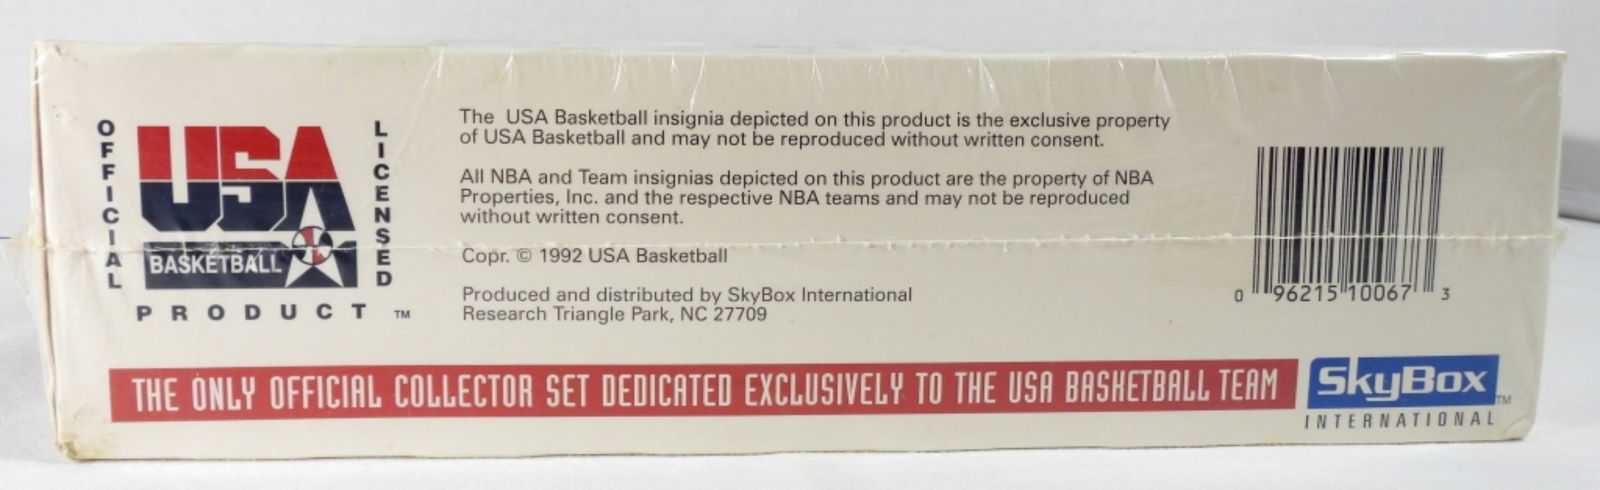 OFFICIAL
LICENSED
USA
BASKETBALL
PRODUCT TM
The USA Basketball insignia depicted on this product is the exclusive property
of USA Basketball and may not be reproduced without written consent.
All NBA and Team insignias depicted on this product are the property of NBA
Properties, Inc. and the respective NBA teams and may not be reproduced
without written consent.
Copr. © 1992 USA Basketball
Produced and distributed by SkyBox International
Research Triangle Park, NC 27709
0 96215 10067 3
THE ONLY OFFICIAL COLLECTOR SET DEDICATED EXCLUSIVELY TO THE USA BASKETBALL TEAM
SkyBox TM
INTERNATIONAL